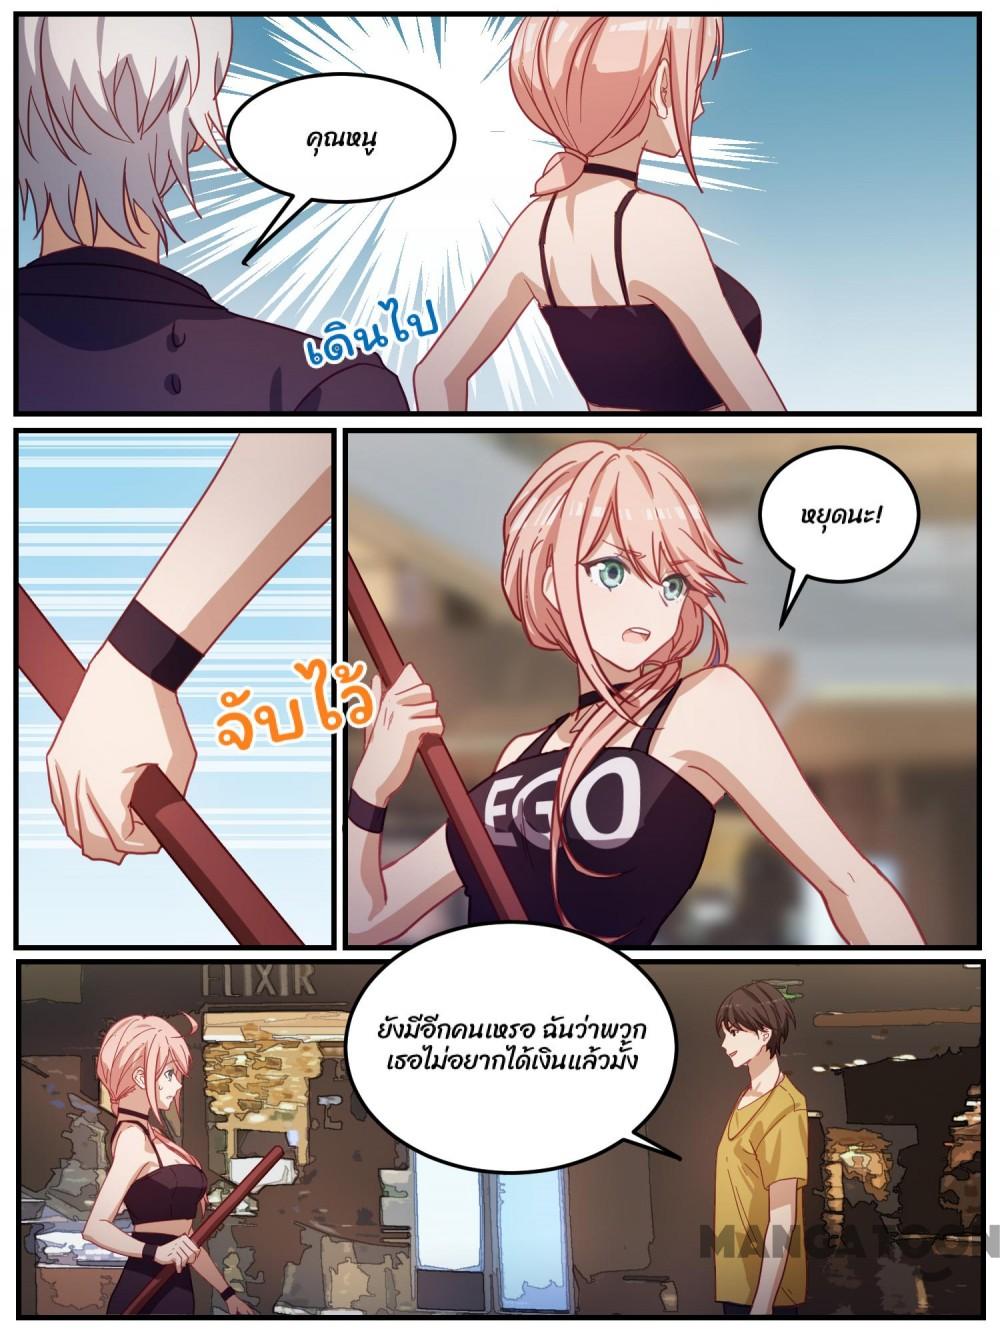 คุณหนู
เดินไป
จับไว้
หยุดนะ!
EGO
ELIXIR
ยังมีอีกคนเหรอ ฉันว่าพวก
เธอไม่อยากได้เงินแล้วมั้ง
MANGATOON